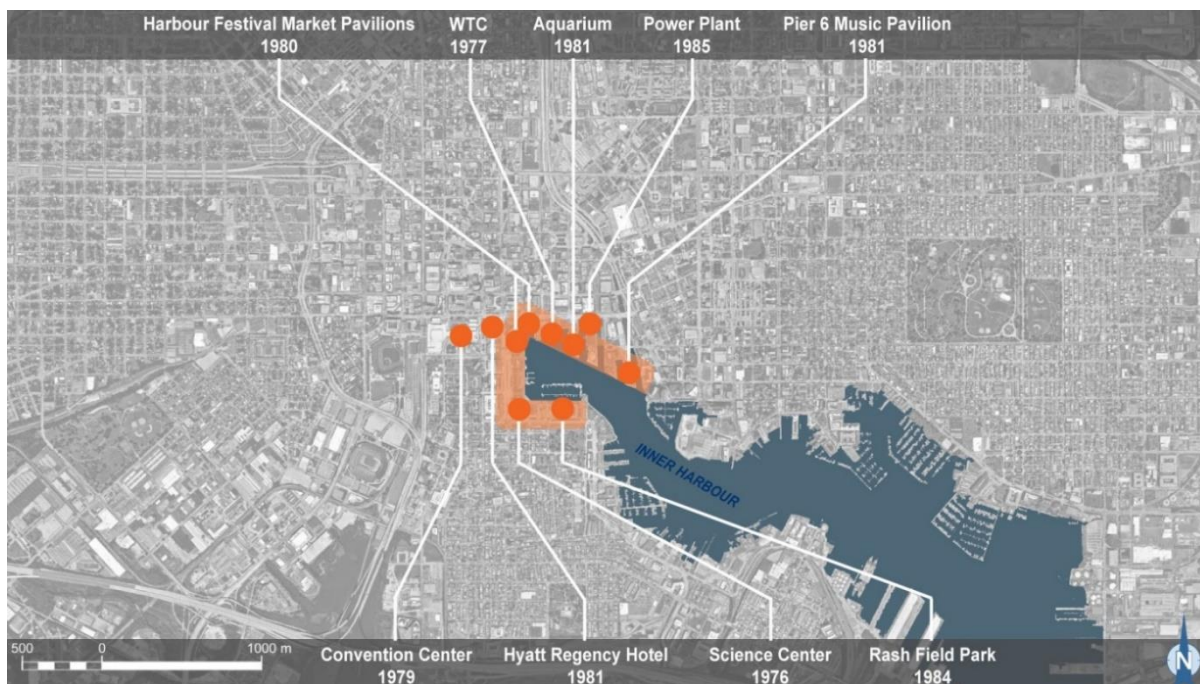 Harbour Festival Market Pavilions
1980
WTC
1977
Aquarium
1981
Power Plant
1985
Pier 6 Music Pavilion
1981
INNER HARBOUR
500
0
1000 m
Convention Center
1979
Hyatt Regency Hotel
1981
Science Center
1976
Rash Field Park
1984
N